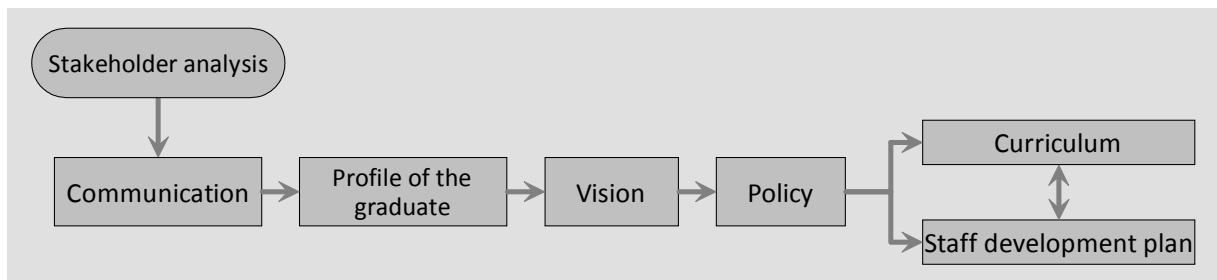 Stakeholder analysis
Communication
Profile of the
graduate
Vision
Policy
Curriculum
Staff development plan